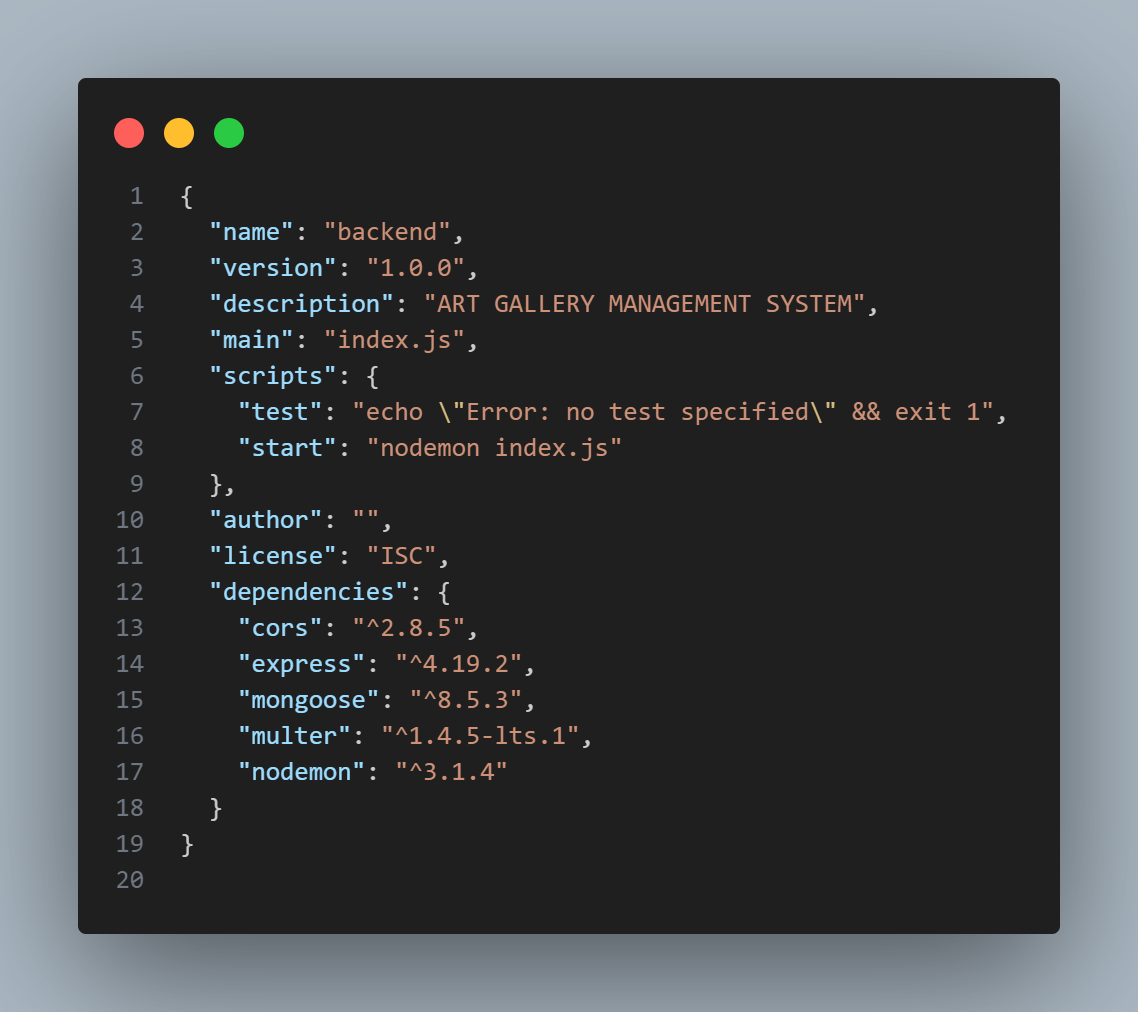 1 {
2   "name": "backend",
3   "version": "1.0.0",
4   "description": "ART GALLERY MANAGEMENT SYSTEM",
5   "main": "index.js",
6   "scripts": {
7     "test": "echo \"Error: no test specified\" && exit 1",
8     "start": "nodemon index.js"
9   },
10   "author": "",
11   "license": "ISC",
12   "dependencies": {
13     "cors": "^2.8.5",
14     "express": "^4.19.2",
15     "mongoose": "^8.5.3",
16     "multer": "^1.4.5-lts.1",
17     "nodemon": "^3.1.4"
18   }
19 }
20